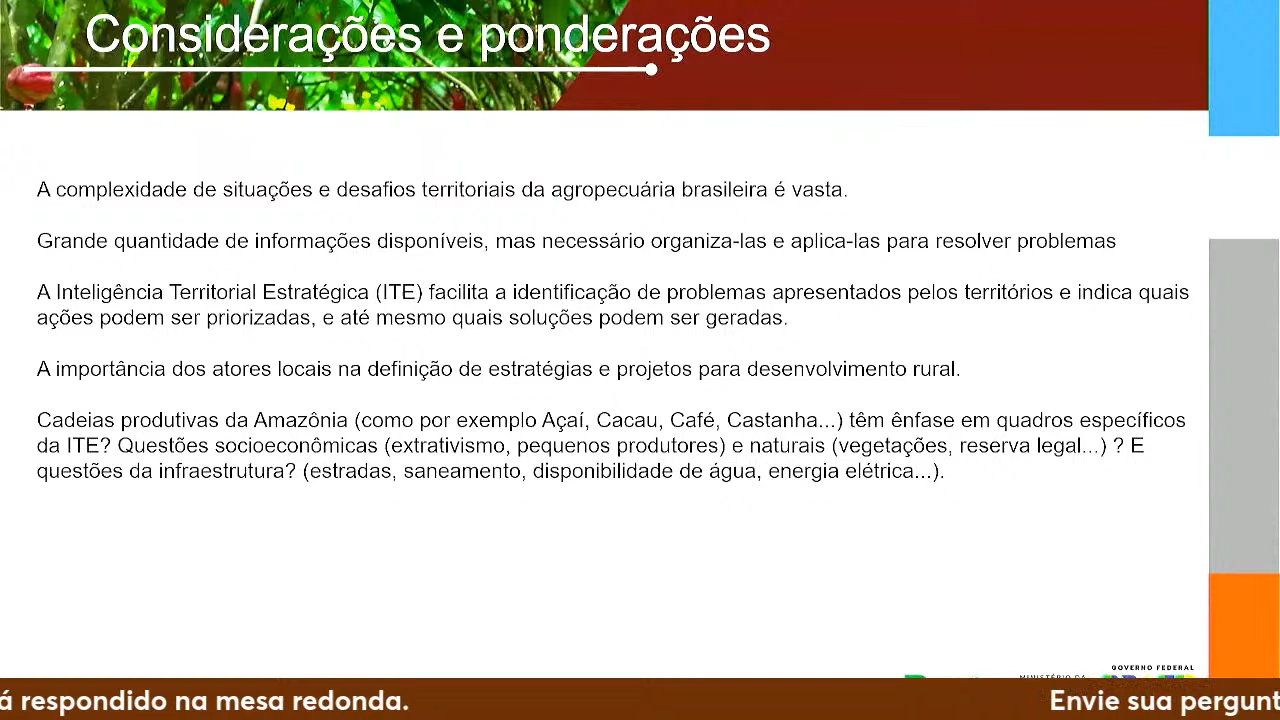 Considerações e ponderações
A complexidade de situações e desafios territoriais da agropecuária brasileira é vasta.
Grande quantidade de informações disponíveis, mas necessário organiza-las e aplica-las para resolver problemas
A Inteligência Territorial Estratégica (ITE) facilita a identificação de problemas apresentados pelos territórios e indica quais
ações podem ser priorizadas, e até mesmo quais soluções podem ser geradas.
A importância dos atores locais na definição de estratégias e projetos para desenvolvimento rural.
Cadeias produtivas da Amazônia (como por exemplo Açaí, Cacau, Café, Castanha...) têm ênfase em quadros específicos
da ITE? Questões socioeconômicas (extrativismo, pequenos produtores) e naturais (vegetações, reserva legal...) ? E
questões da infraestrutura? (estradas, saneamento, disponibilidade de água, energia elétrica...).
GOVERNO FEDERAL
MINISTÉRIO DA
á respondido na mesa redonda.
Envie sua pergunt